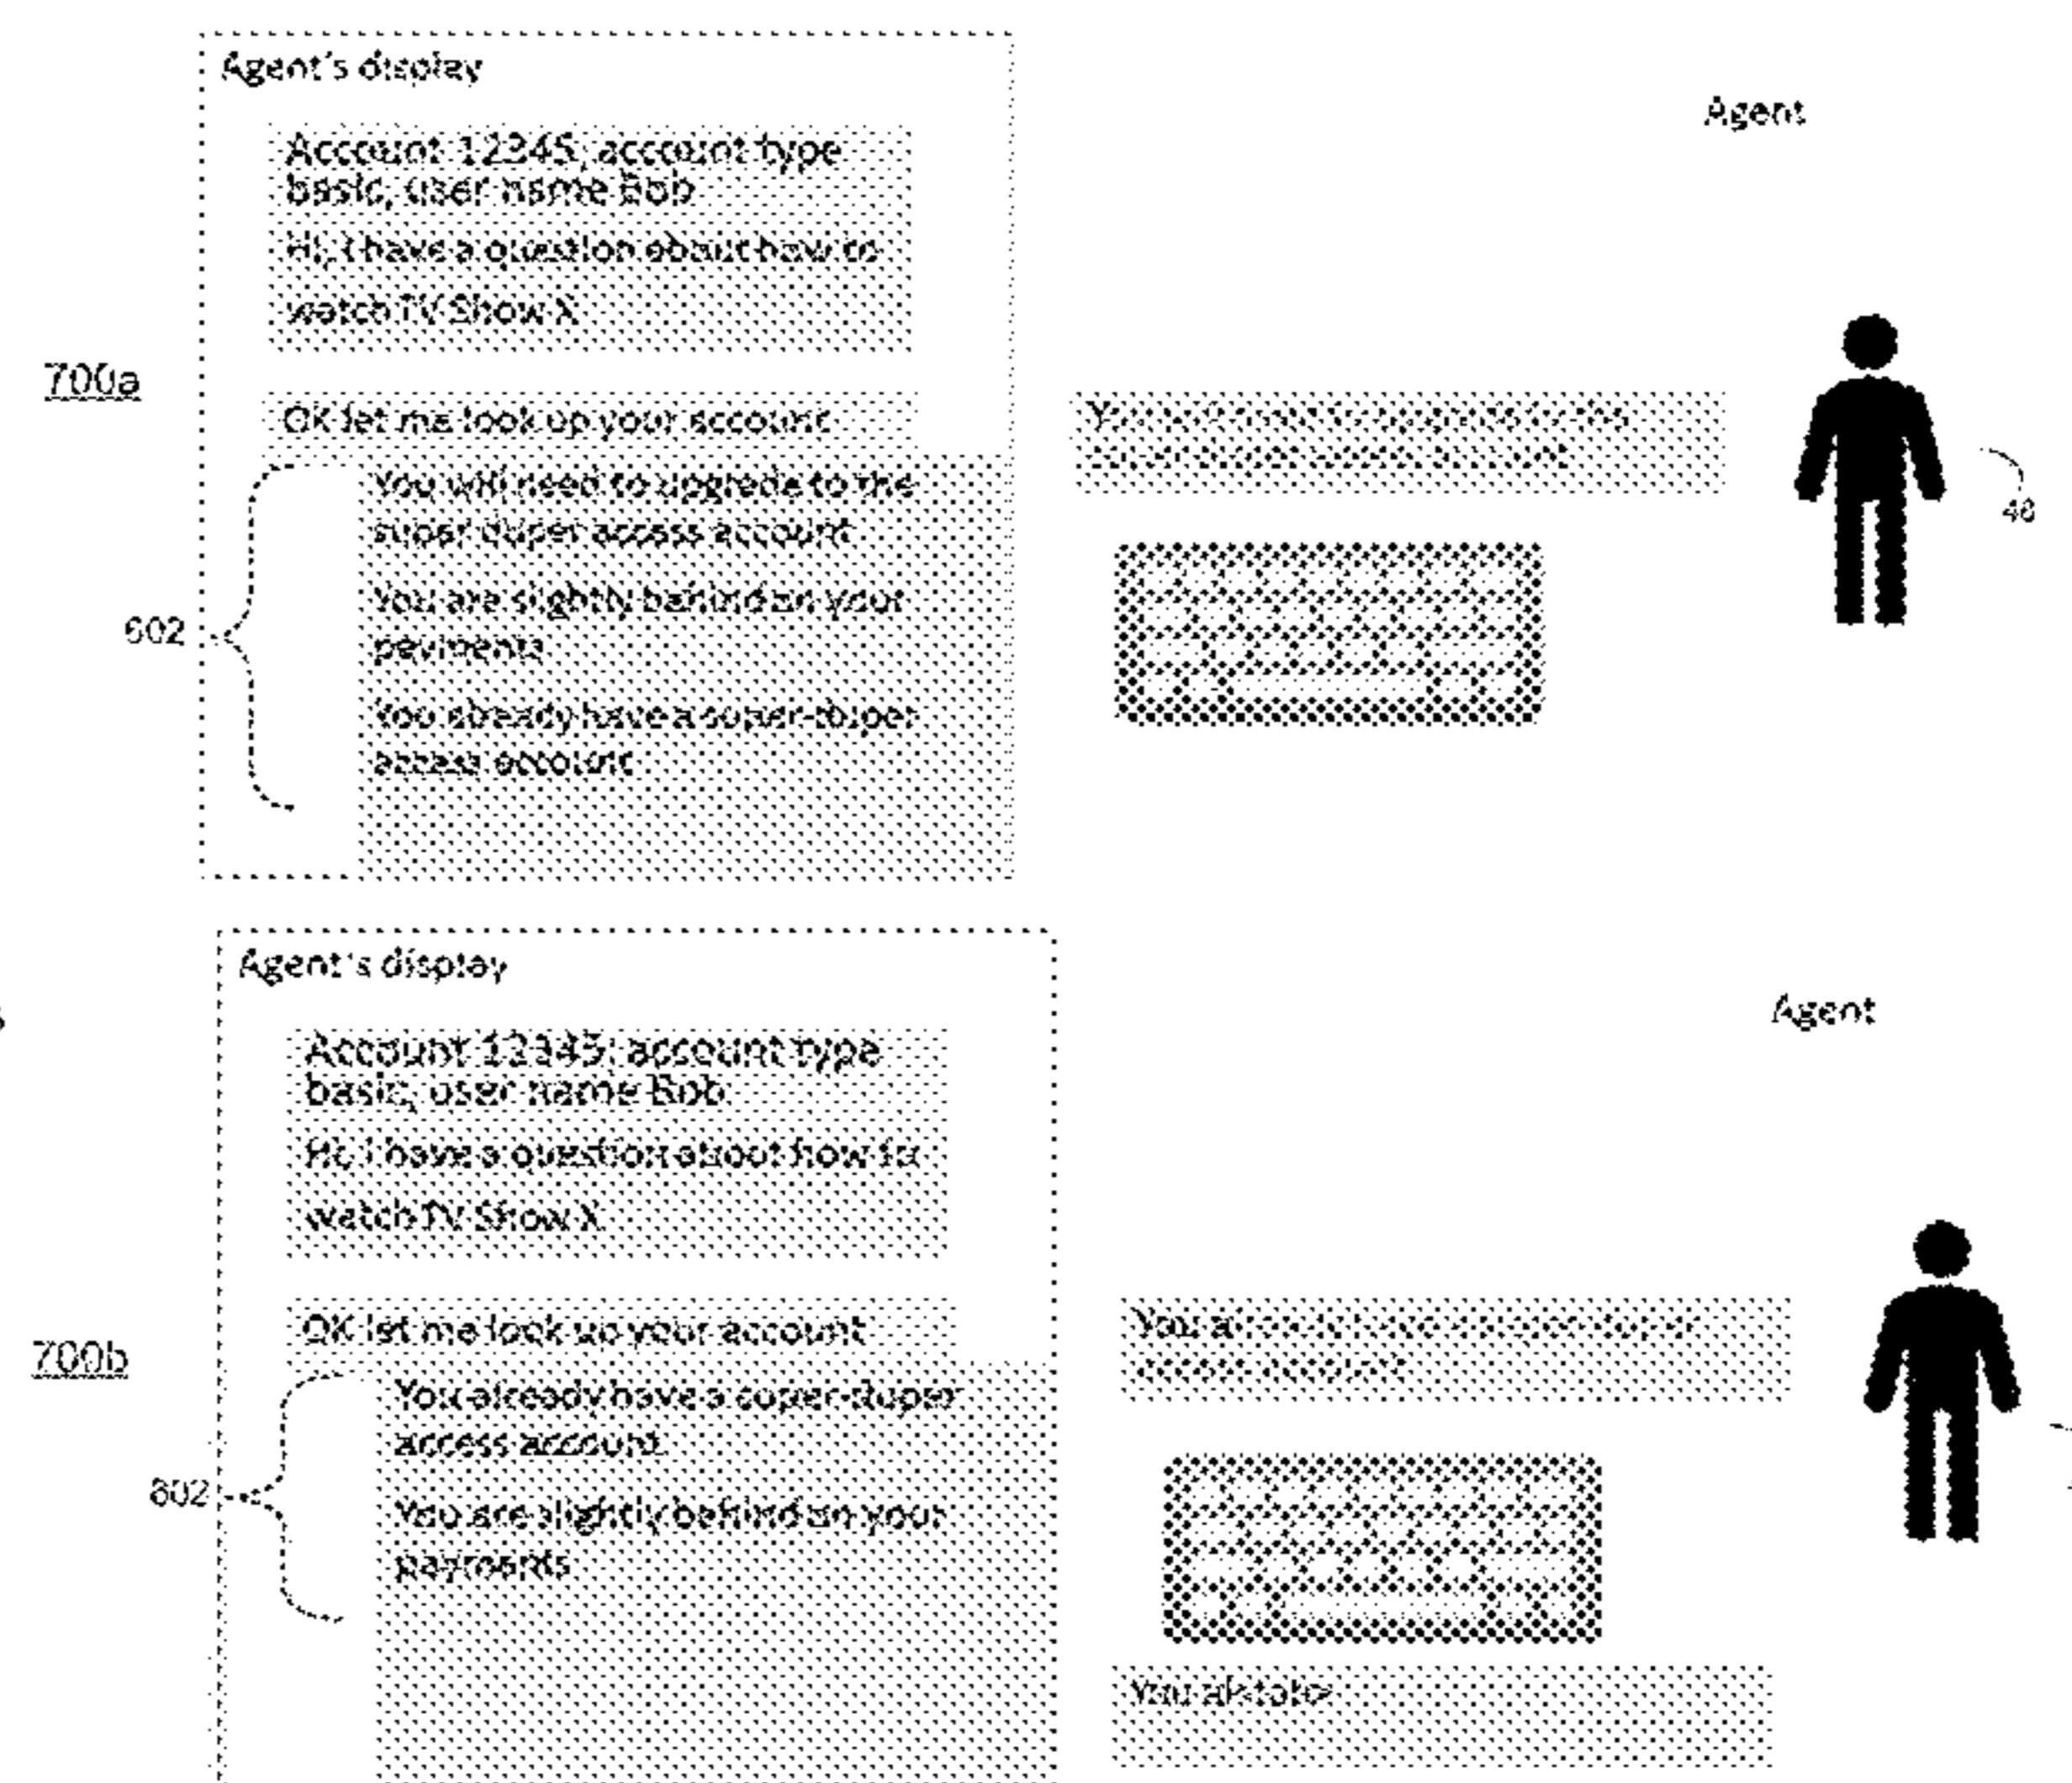 Agent's display
Agent
Account 12345, account type
basic, user name Bob
Hi, I have a question about how to
watch TV Show X
700a
OK let me look up your account
You will need to upgrade to the
super duper access account
46
You are slightly behind on your
payments
You already have a super-duper
access account
Agent's display
Agent
Account 12345, account type
basic, user name Bob
Hi, I have a question about how to
watch TV Show X
700b
OK let me look up your account
You already have a super-duper
access account
You are slightly behind on your
payments
602
You al<tab>